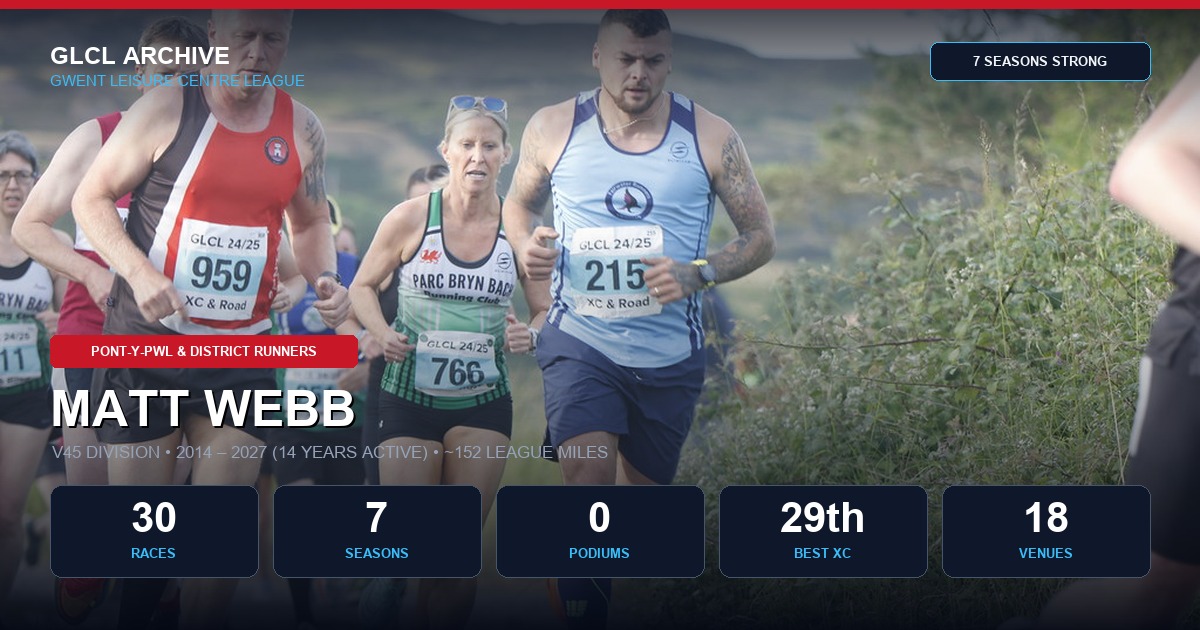 GLCL ARCHIVE
GWENT LEISURE CENTRE LEAGUE
7 SEASONS STRONG
GLCL 24/25
959
XC & Road
GLCL 24/25
215
XC & Road
PARC BRYN BACH
Running Club
GLCL 24/25
766
24/25
11
PONT-Y-PWL & DISTRICT RUNNERS
MATT WEBB
V45 DIVISION • 2014 – 2027 (14 YEARS ACTIVE) • ~152 LEAGUE MILES
30
RACES
7
SEASONS
0
PODIUMS
29th
BEST XC
18
VENUES